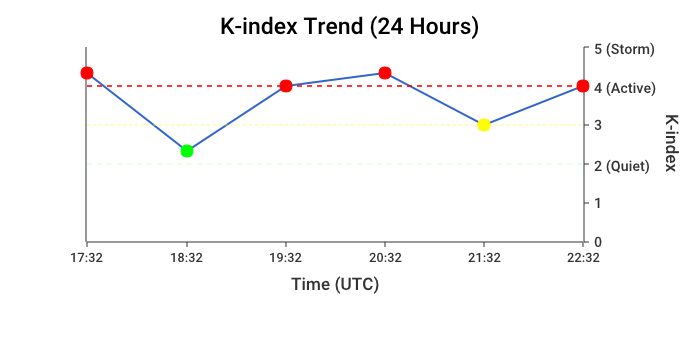 K-index Trend (24 Hours)
5 (Storm)
4 (Active)
3
2 (Quiet)
1
0
K-index
17:32 18:32 19:32 20:32 21:32 22:32
Time (UTC)